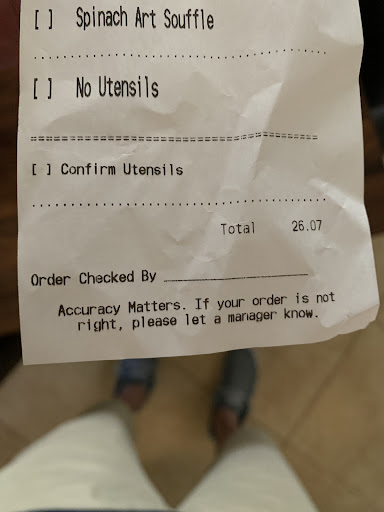 [ ] Spinach Art Souffle
[ ] No Utensils
[ ] Confirm Utensils
Total 26.07
Order Checked By
Accuracy Matters. If your order is not
right, please let a manager know.